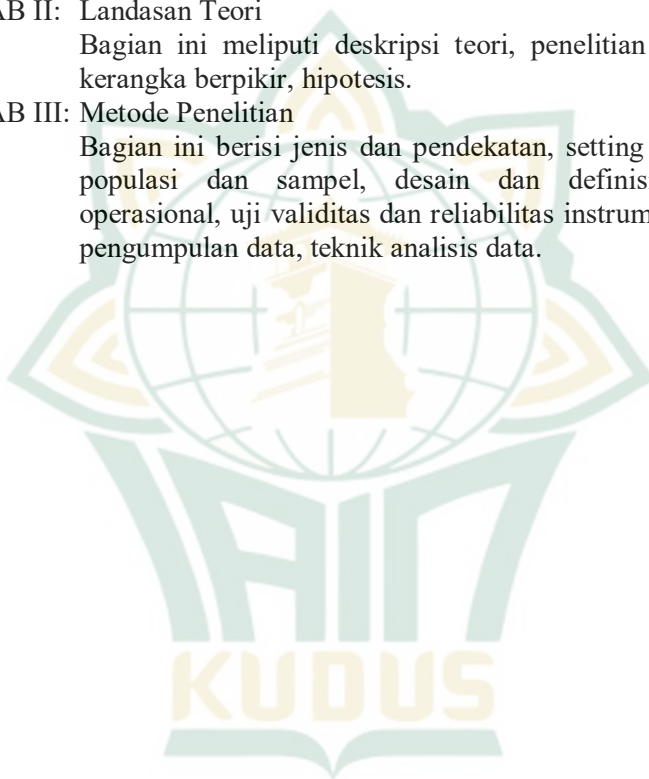 AB II: Landasan Teori
Bagian ini meliputi deskripsi teori, penelitian
kerangka berpikir, hipotesis.
AB III: Metode Penelitian
Bagian ini berisi jenis dan pendekatan, setting
populasi dan sampel, desain dan definis
operasional, uji validitas dan reliabilitas instrum
pengumpulan data, teknik analisis data.
IAIN
KUDUS